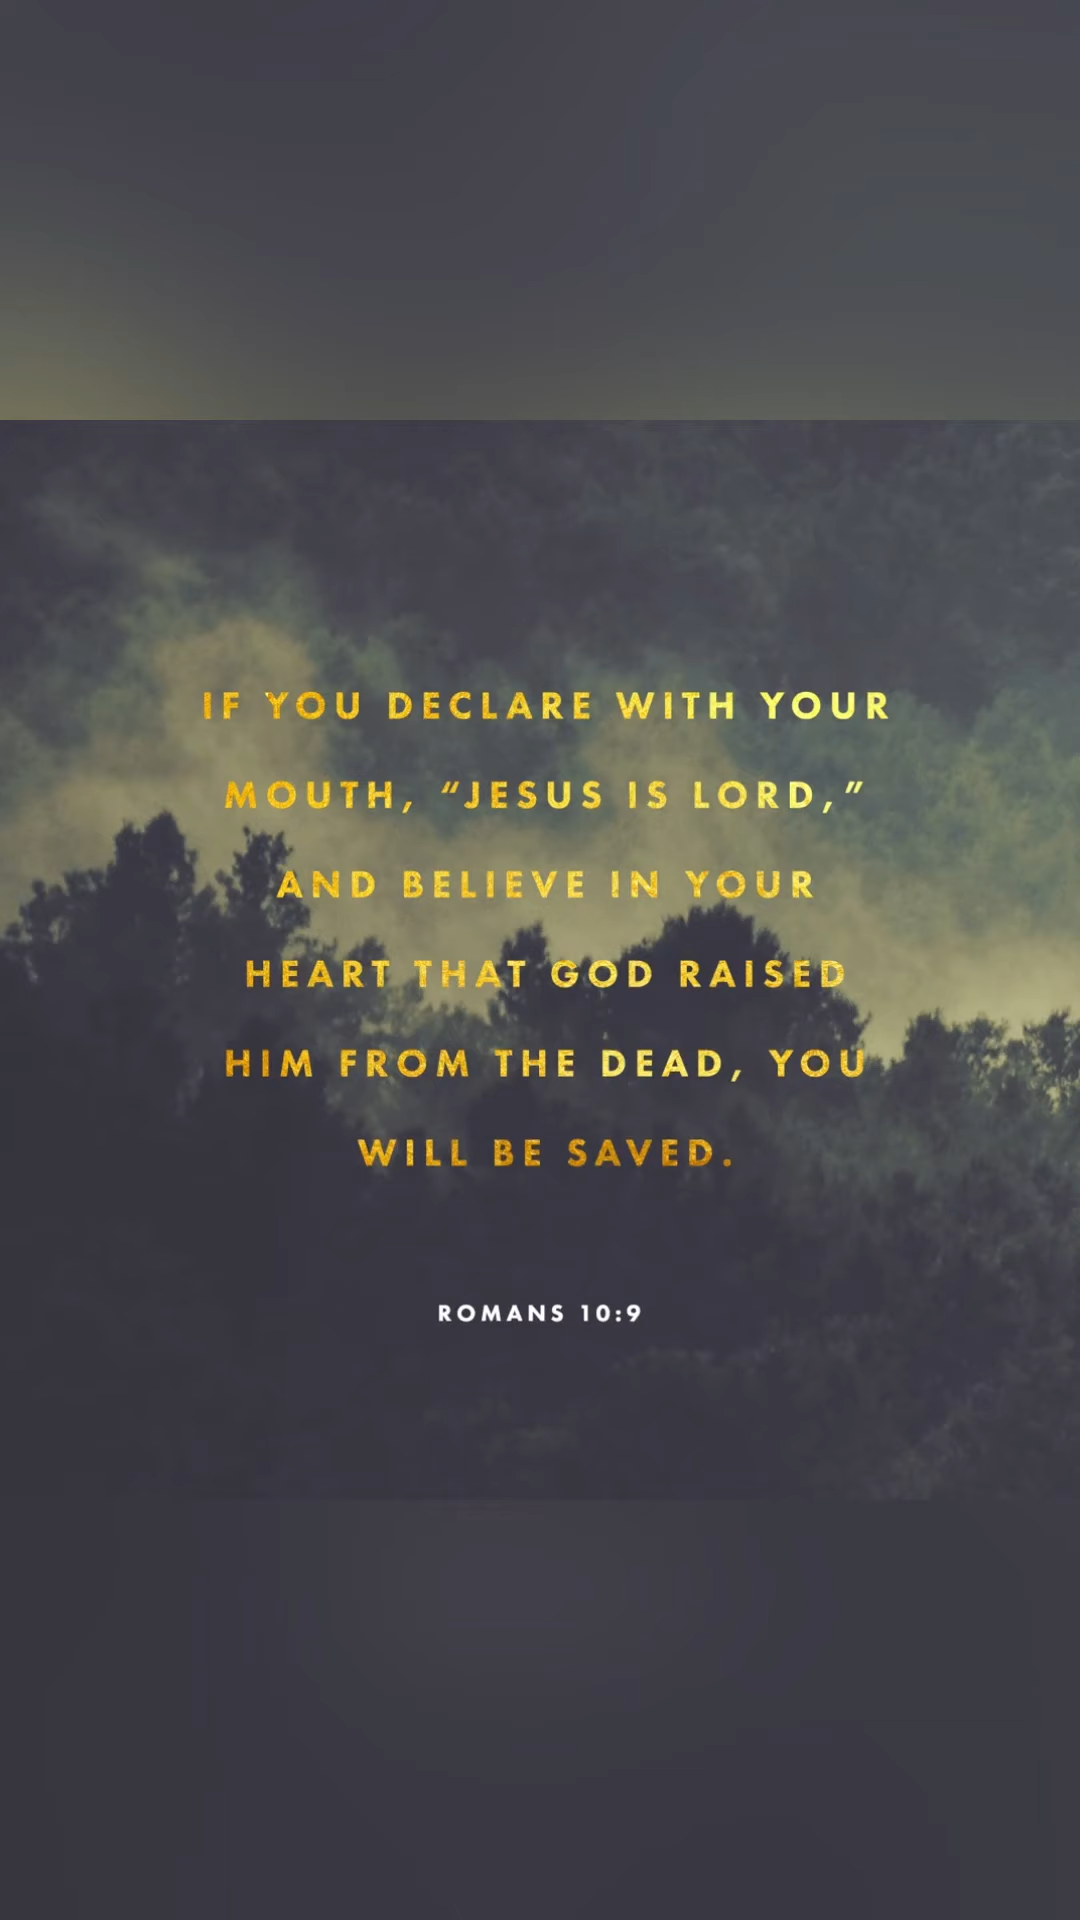 IF YOU DECLARE WITH YOUR
MOUTH, “JESUS IS LORD,”
AND BELIEVE IN YOUR
HEART THAT GOD RAISED
HIM FROM THE DEAD, YOU
WILL BE SAVED.
ROMANS 10:9